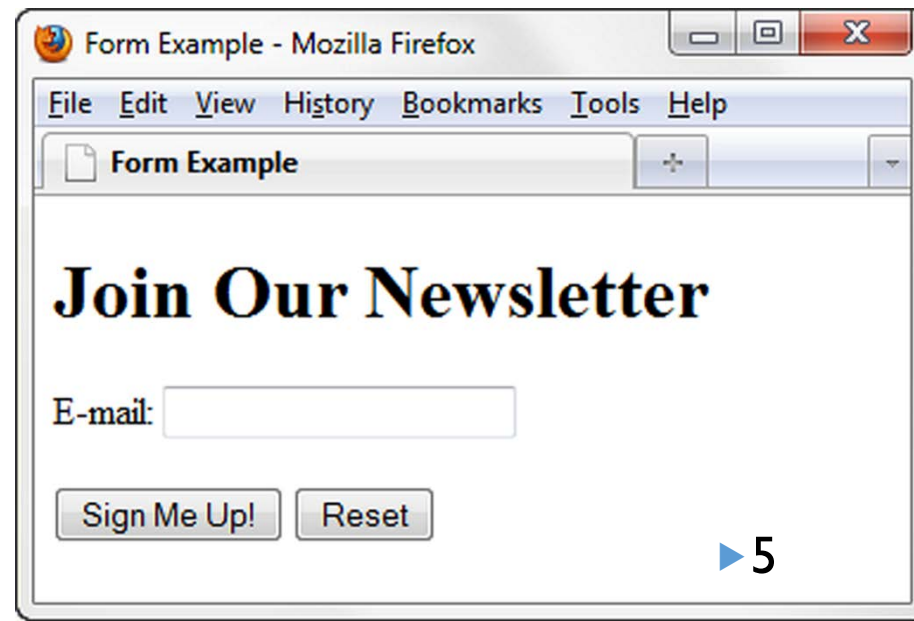 Form Example - Mozilla Firefox
File Edit View History Bookmarks Tools Help
Form Example
Join Our Newsletter
E-mail:
Sign Me Up! Reset
5